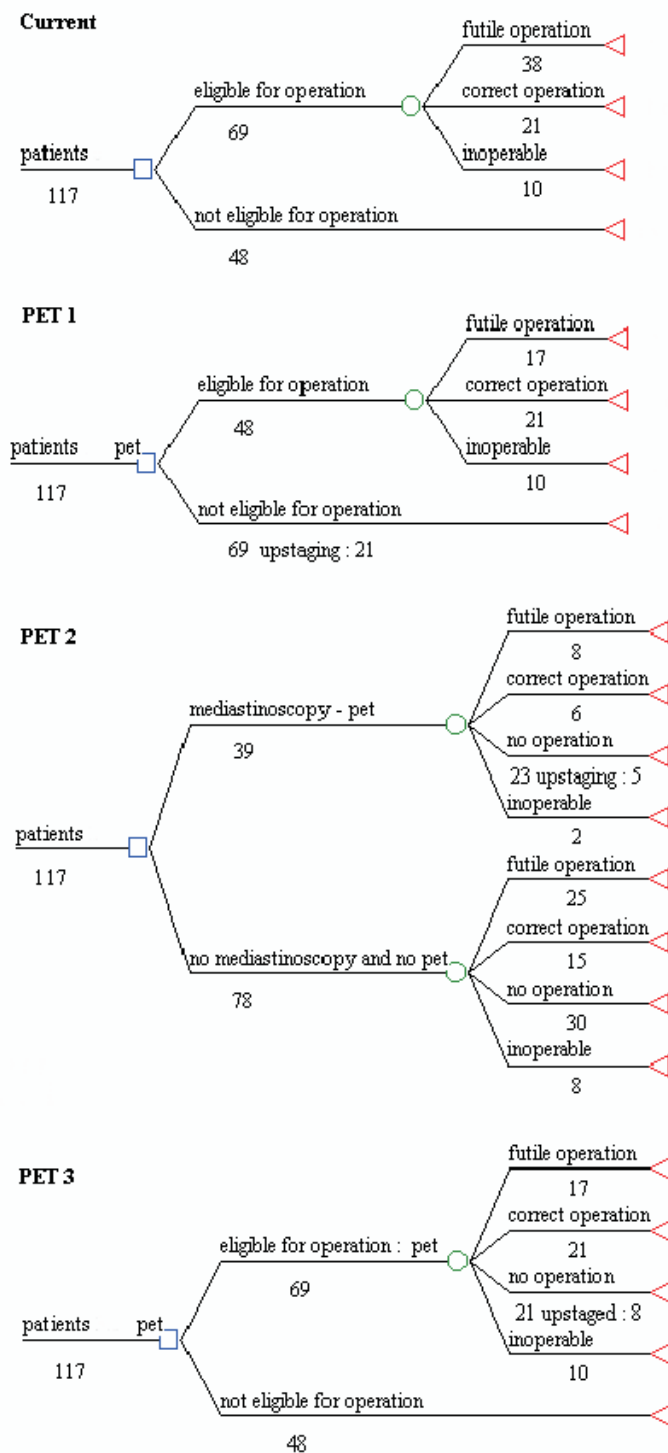 Current
futile operation
38
eligible for operation
correct operation
69
21
patients
inoperable
117
10
not eligible for operation
48
PET 1
futile operation
17
eligible for operation
correct operation
48
21
patients pet
inoperable
117
10
not eligible for operation
69 upstaging : 21
PET 2
futile operation
8
correct operation
6
mediastinoscopy - pet
no operation
39
23 upstaging : 5
inoperable
2
patients
117
futile operation
25
correct operation
15
no mediastinoscopy and no pet
no operation
78
30
inoperable
8
PET 3
futile operation
17
correct operation
21
eligible for operation : pet
no operation
69
21 upstaged : 8
patients pet
inoperable
117
10
not eligible for operation
48